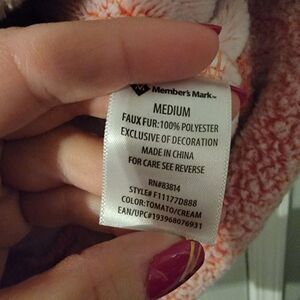 Member's Mark™
MEDIUM
FAUX FUR:100% POLYESTER
EXCLUSIVE OF DECORATION
MADE IN CHINA
FOR CARE SEE REVERSE
RN#83814
STYLE# F11177D888
COLOR:TOMATO/CREAM
EAN/UPC#193968076931